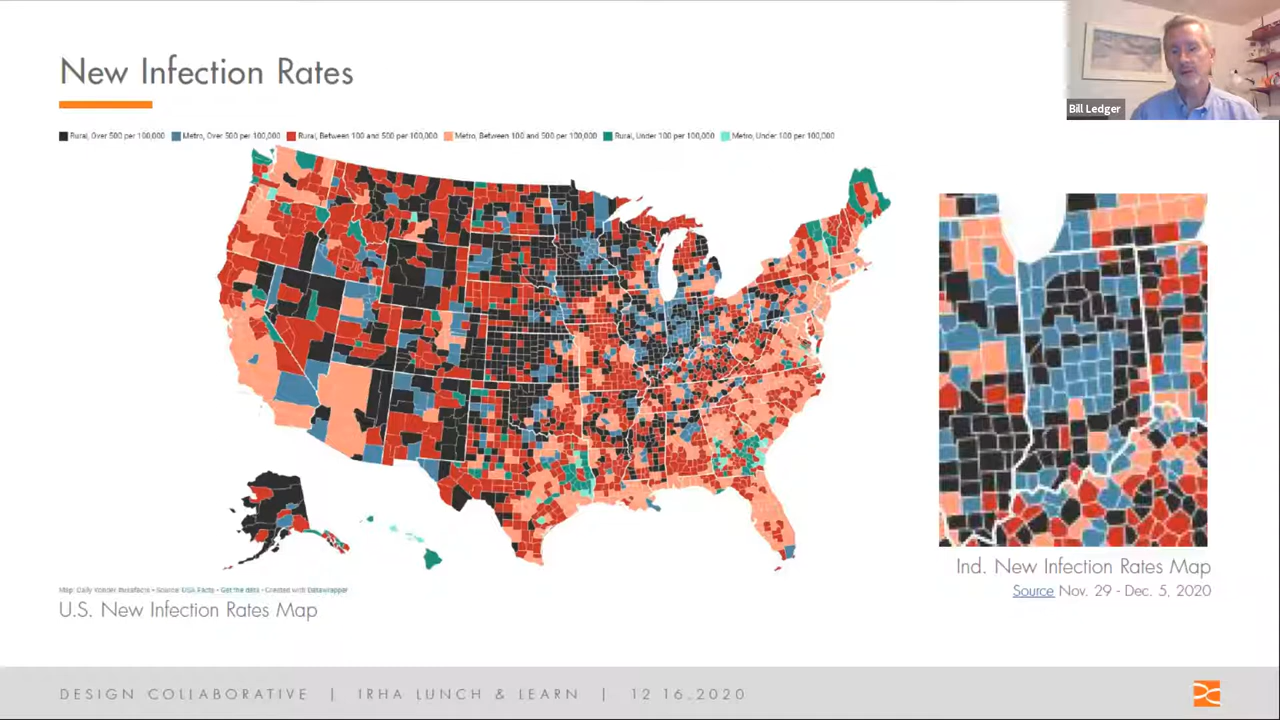 New Infection Rates
Bill Ledger
Rural, Over 500 per 100,000 Metro, Over 500 per 100,000 Rural, Between 100 and 500 per 100,000 Metro, Between 100 and 500 per 100,000 Rural, Under 100 per 100,000 Metro, Under 100 per 100,000
Ind. New Infection Rates Map
Source Nov. 29 - Dec. 5, 2020
Map: Daily Yonder #usafacts • Source: USA Facts • Get the data • Created with Datawrapper
U.S. New Infection Rates Map
DESIGN COLLABORATIVE | IRHA LUNCH & LEARN | 12 16.2020